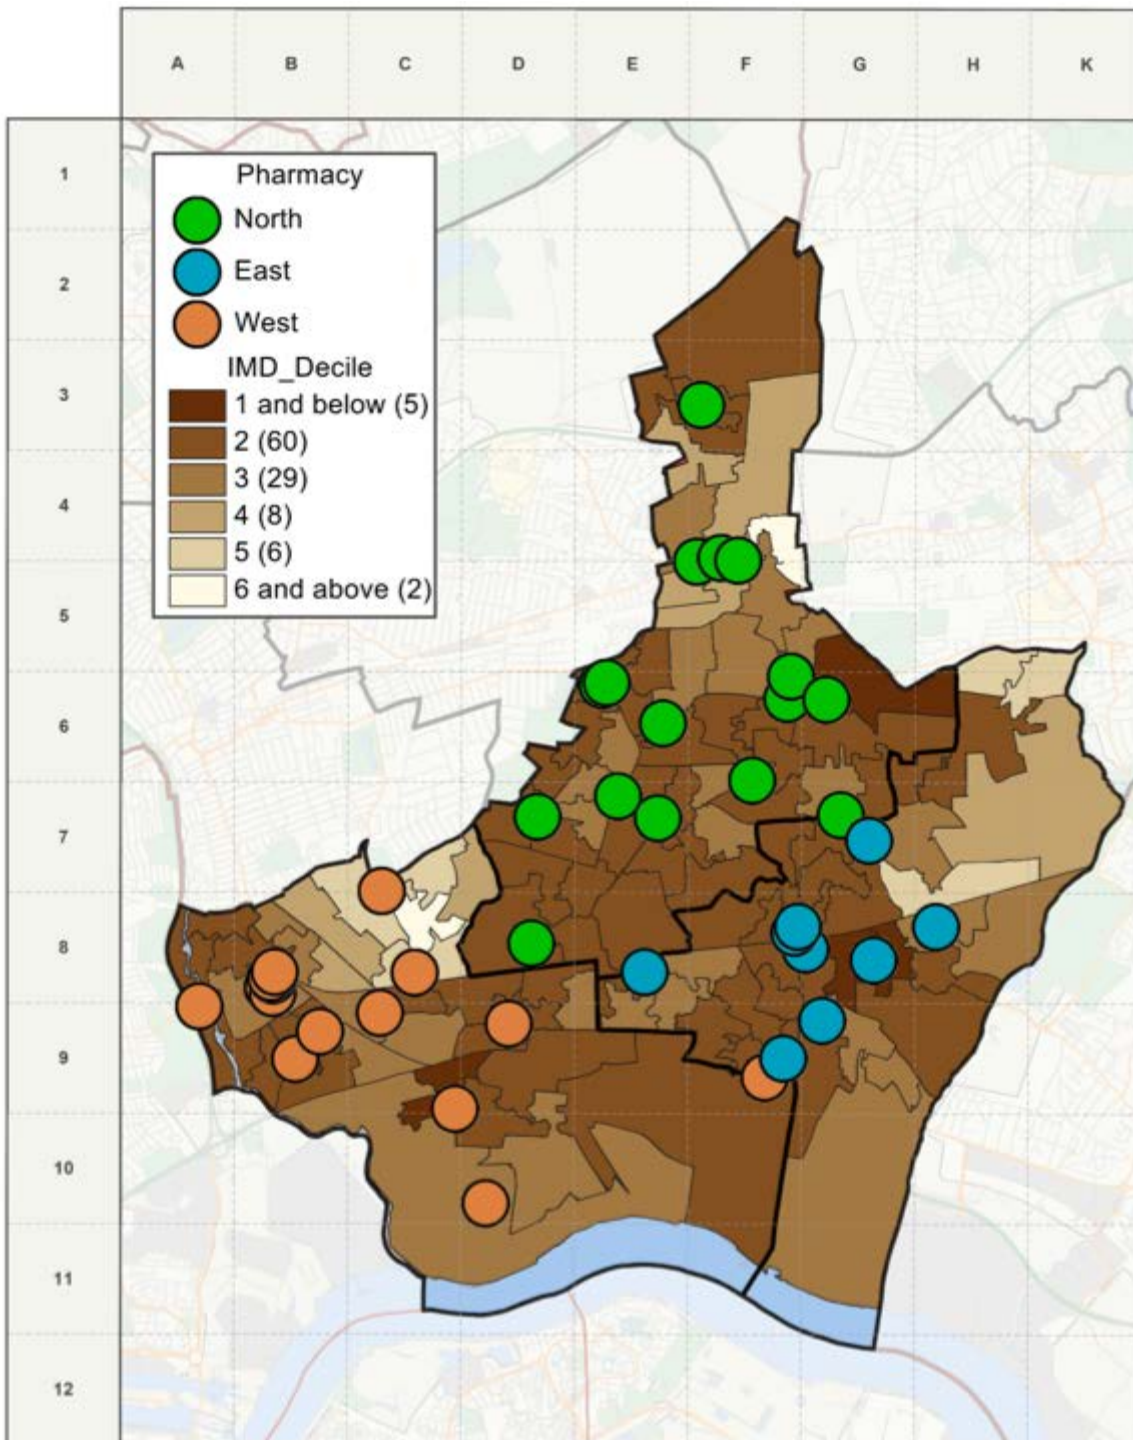 A B C D E F G H K
1
2
3
4
5
6
7
8
9
10
11
12
Pharmacy
North
East
West
IMD_Decile
1 and below (5)
2 (60)
3 (29)
4 (8)
5 (6)
6 and above (2)